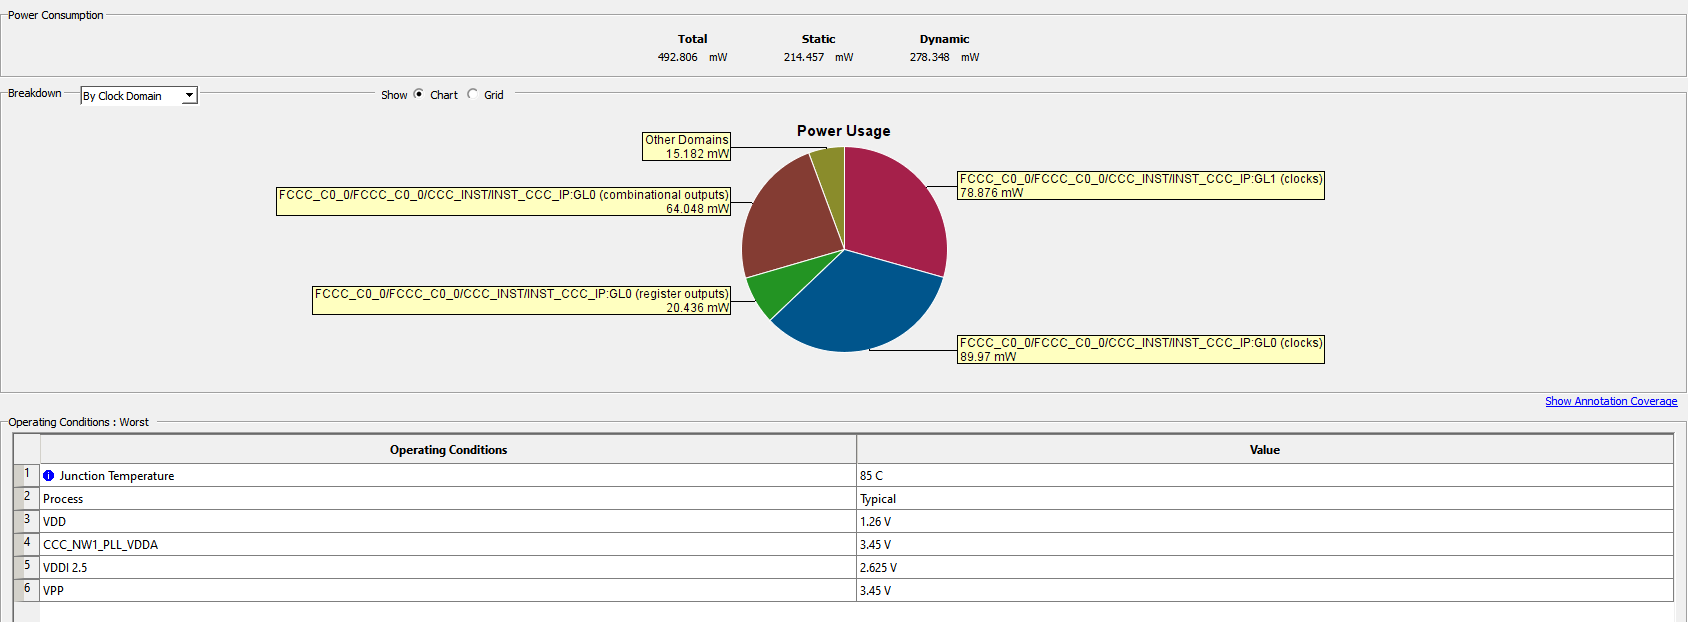 Power Consumption
Total Static Dynamic
492.806 mW 214.457 mW 278.348 mW
Breakdown By Clock Domain Show Chart Grid
Power Usage
Other Domains
15.182 mW
FCCC_C0_0/FCCC_C0_0/CCC_INST/INST_CCC_IP:GL1 (clocks)
78.876 mW
FCCC_C0_0/FCCC_C0_0/CCC_INST/INST_CCC_IP:GL0 (combinational outputs)
64.048 mW
FCCC_C0_0/FCCC_C0_0/CCC_INST/INST_CCC_IP:GL0 (register outputs)
20.436 mW
FCCC_C0_0/FCCC_C0_0/CCC_INST/INST_CCC_IP:GL0 (clocks)
89.97 mW
Show Annotation Coverage
Operating Conditions : Worst
Operating Conditions Value
1 Junction Temperature 85 C
2 Process Typical
3 VDD 1.26 V
4 CCC_NW1_PLL_VDDA 3.45 V
5 VDDI 2.5 2.625 V
6 VPP 3.45 V